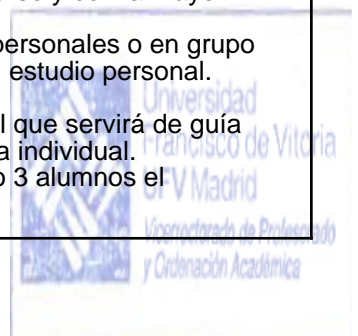 personales o en grupo
estudio personal.
l que servirá de guía
a individual.
o 3 alumnos el
Universidad
Francisco de Vitoria
UFV Madrid
Vicerrectorado de Profesorado
y Ordenación Académica